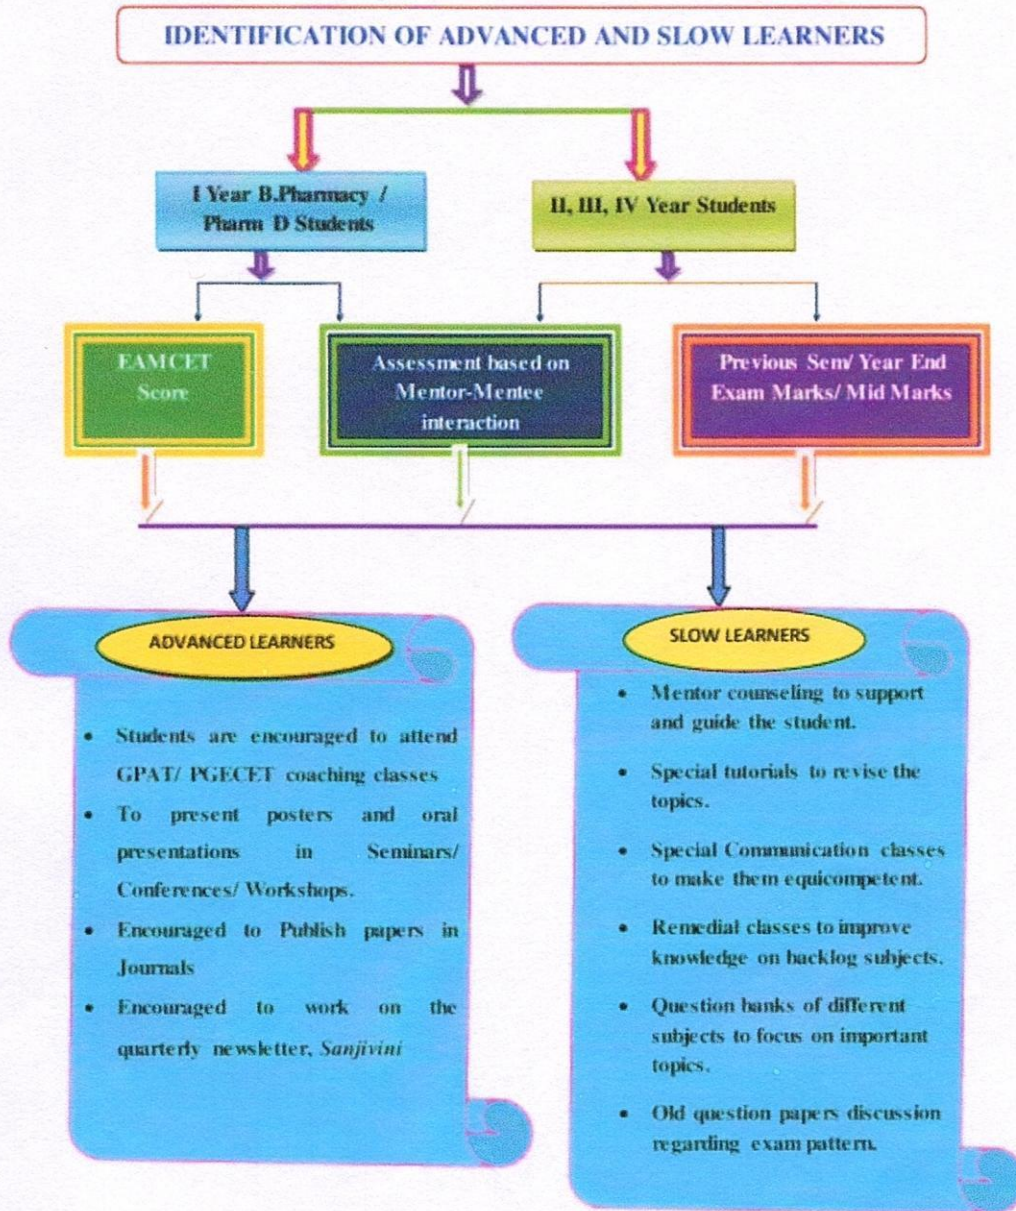 IDENTIFICATION OF ADVANCED AND SLOW LEARNERS
I Year B.Pharmacy /
Pharm D Students
II, III, IV Year Students
EAMCET
Score
Assessment based on
Mentor-Mentee
interaction
Previous Sem/ Year End
Exam Marks/ Mid Marks
ADVANCED LEARNERS
• Students are encouraged to attend
GPAT/ PGECET coaching classes
• To present posters and oral
presentations in Seminars/
Conferences/ Workshops.
• Encouraged to Publish papers in
Journals
• Encouraged to work on the
quarterly newsletter, Sanjivini
SLOW LEARNERS
• Mentor counseling to support
and guide the student.
• Special tutorials to revise the
topics.
• Special Communication classes
to make them equicompetent.
• Remedial classes to improve
knowledge on backlog subjects.
• Question banks of different
subjects to focus on important
topics.
• Old question papers discussion
regarding exam pattern.